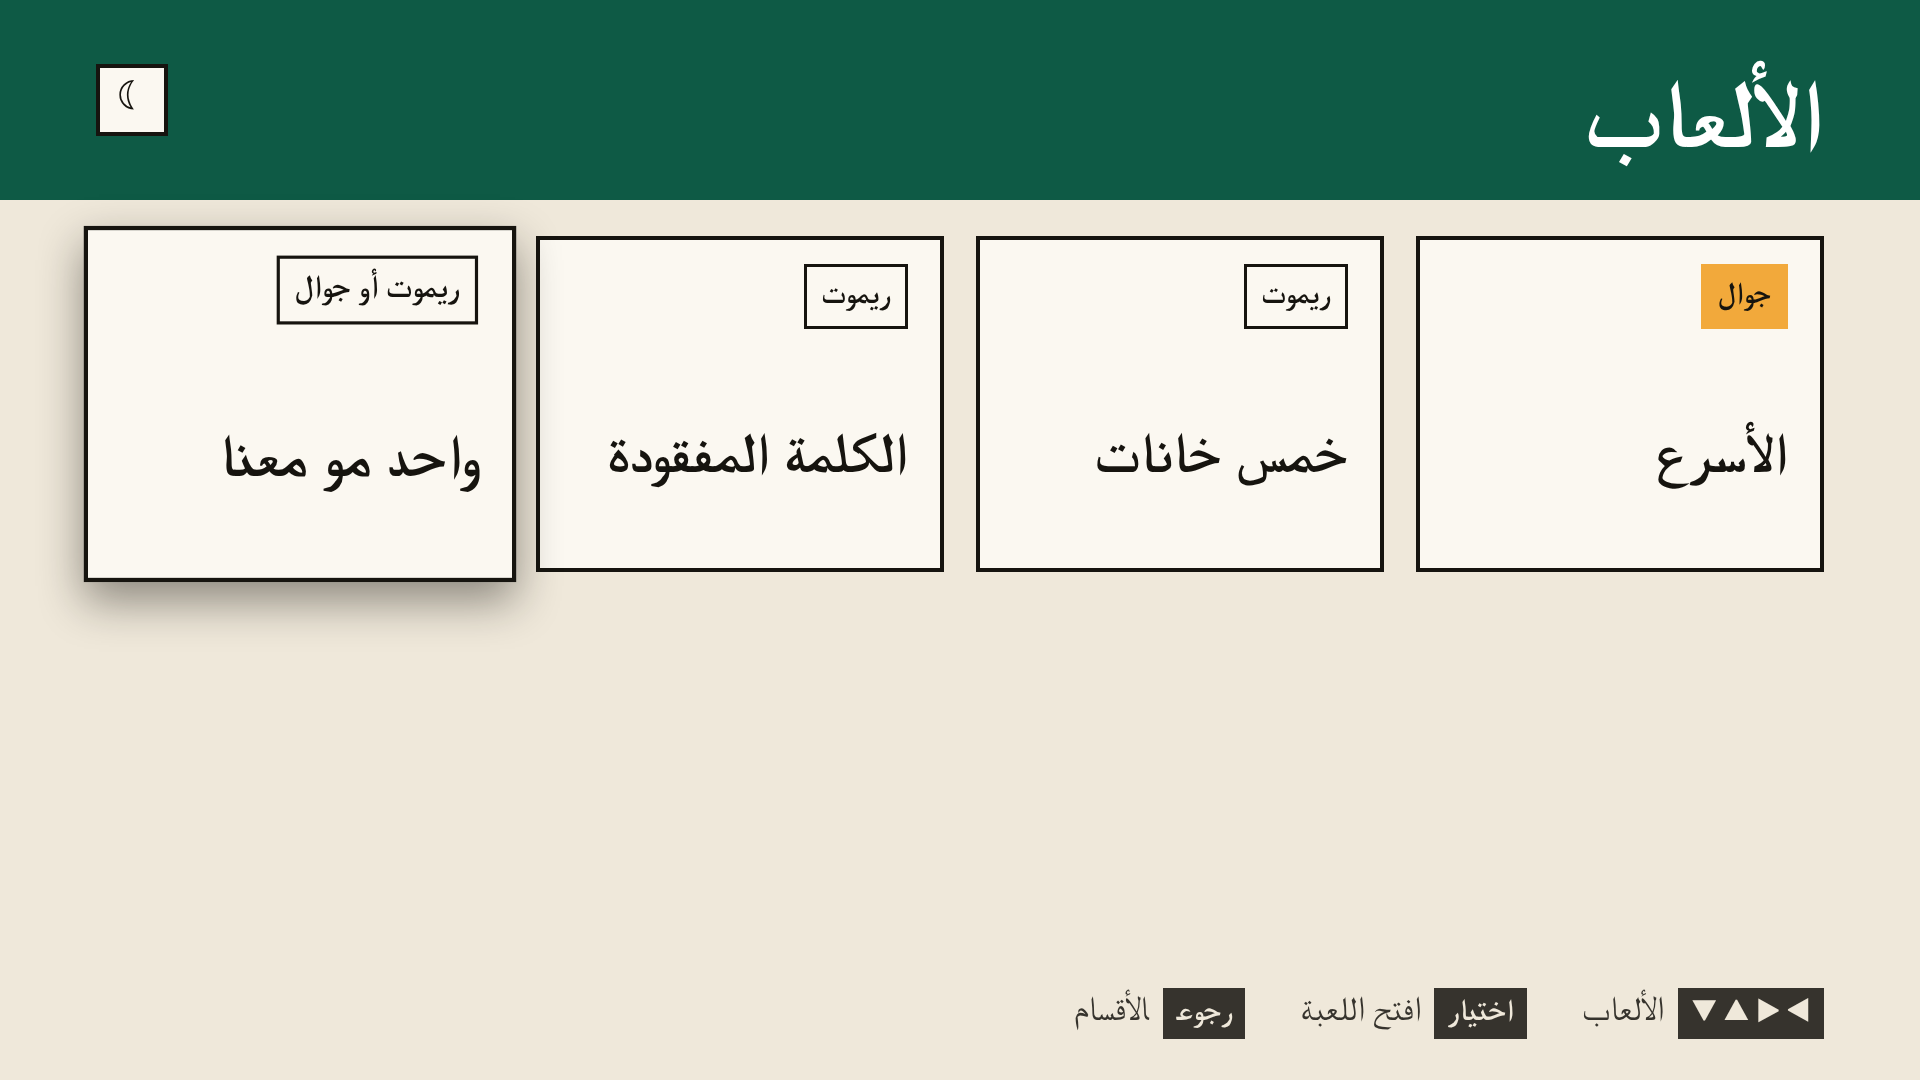 الألعاب
جوال
الأسرع
ريموت
خمس خانات
ريموت
الكلمة المفقودة
ريموت أو جوال
واحد مو معنا
◀▶▲▼ الألعاب
اختيار افتح اللعبة
رجوع الأقسام